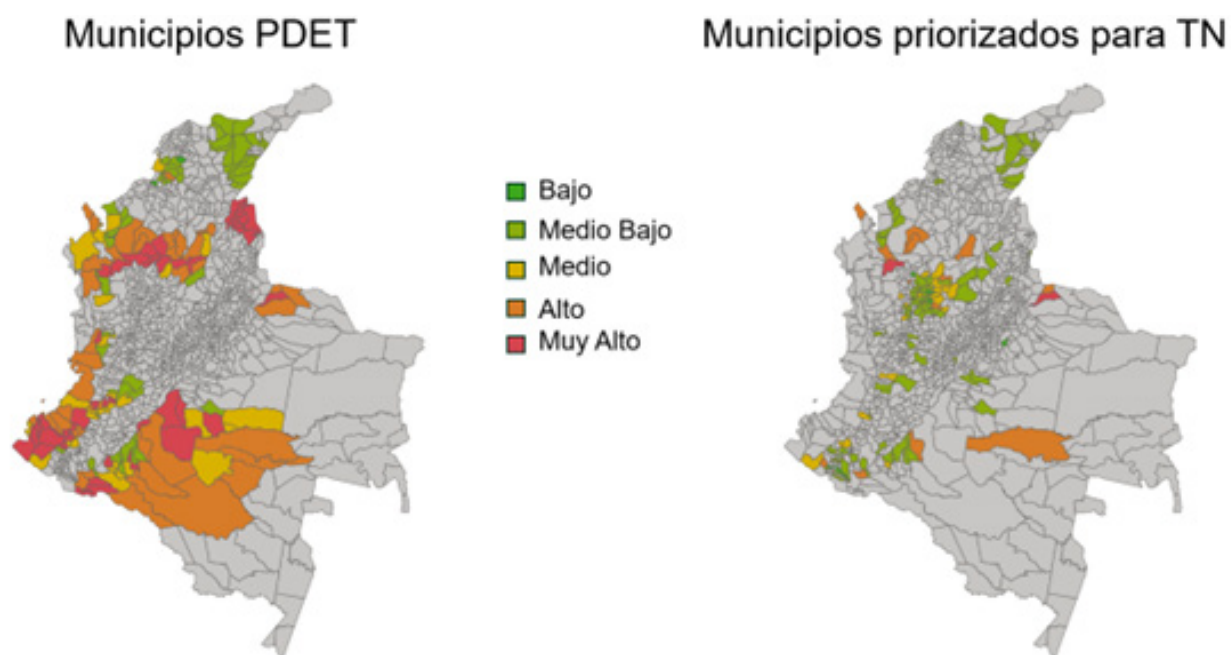 Municipios PDET
Municipios priorizados para TN
Bajo
Medio Bajo
Medio
Alto
Muy Alto